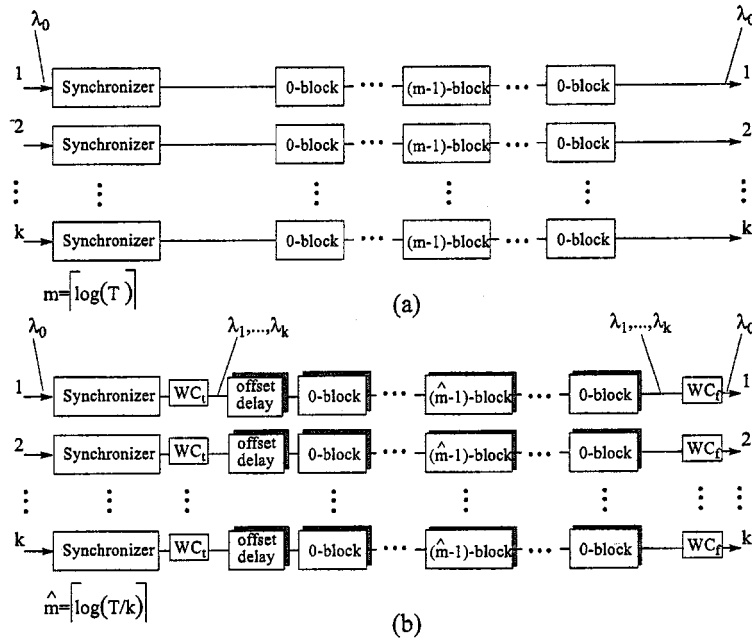 λ₀ λ₀
1 Synchronizer 0-block ••• (m-1)-block ••• 0-block 1
2 Synchronizer 0-block ••• (m-1)-block ••• 0-block 2
k Synchronizer 0-block ••• (m-1)-block ••• 0-block k
m=⌈log(T)⌉
(a)
λ₀ λ₁,...,λₖ λ₁,...,λₖ λ₀
1 Synchronizer WCₜ offset delay 0-block ••• (m̂-1)-block ••• 0-block WC_f 1
2 Synchronizer WCₜ offset delay 0-block ••• (m̂-1)-block ••• 0-block WC_f 2
k Synchronizer WCₜ offset delay 0-block ••• (m̂-1)-block ••• 0-block WC_f k
m̂=⌈log(T/k)⌉
(b)